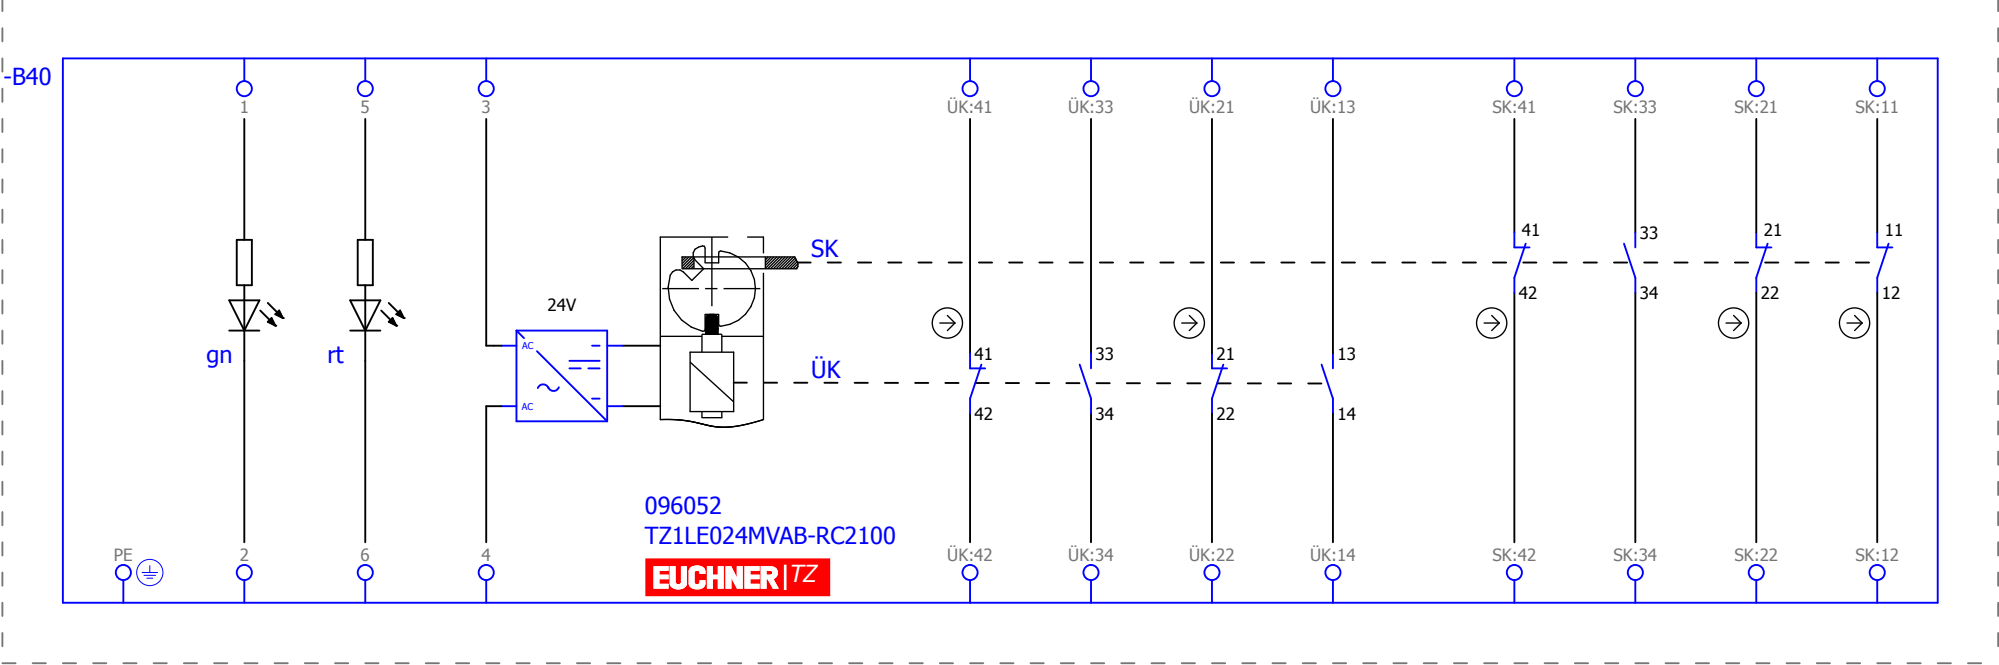 -B40
1
5
3
ÜK:41
ÜK:33
ÜK:21
ÜK:13
SK:41
SK:33
SK:21
SK:11
41
33
21
11
SK
42
34
22
12
24V
gn
rt
AC
AC
ÜK
41
33
21
13
42
34
22
14
096052
TZ1LE024MVAB-RC2100
EUCHNER|TZ
PE
2
6
4
ÜK:42
ÜK:34
ÜK:22
ÜK:14
SK:42
SK:34
SK:22
SK:12